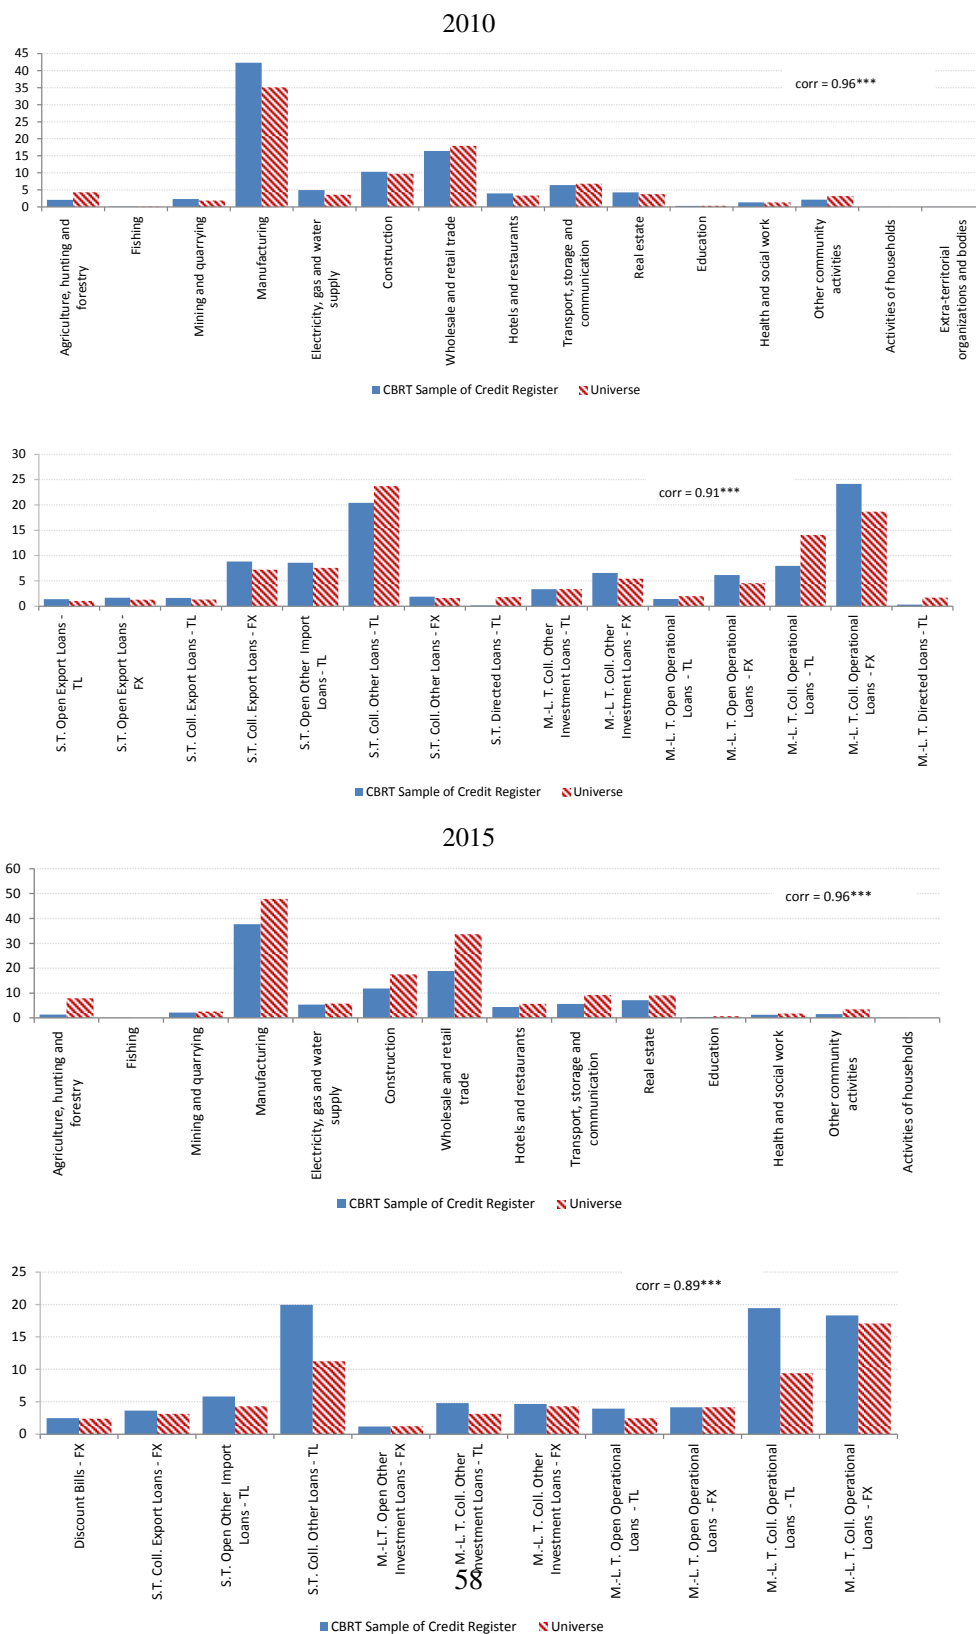 2010
45
40
35
30
25
20
15
10
5
0
corr = 0.96***
Agriculture, hunting and
forestry
Fishing
Mining and quarrying
Manufacturing
Electricity, gas and water
supply
Construction
Wholesale and retail trade
Hotels and restaurants
Transport, storage and
communication
Real estate
Education
Health and social work
Other community
activities
Activities of households
Extra-territorial
organizations and bodies
CBRT Sample of Credit Register Universe
30
25
20
15
10
5
0
corr = 0.91***
S.T. Open Export Loans -
TL
S.T. Open Export Loans -
FX
S.T. Coll. Export Loans - TL
S.T. Coll. Export Loans - FX
S.T. Open Other Import
Loans - TL
S.T. Coll. Other Loans - TL
S.T. Coll. Other Loans - FX
S.T. Directed Loans - TL
M.-L. T. Coll. Other
Investment Loans - TL
M.-L. T. Coll. Other
Investment Loans - FX
M.-L. T. Open Operational
Loans - TL
M.-L. T. Open Operational
Loans - FX
M.-L. T. Coll. Operational
Loans - TL
M.-L. T. Coll. Operational
Loans - FX
M.-L. T. Directed Loans - TL
CBRT Sample of Credit Register Universe
2015
60
50
40
30
20
10
0
corr = 0.96***
Agriculture, hunting and
forestry
Fishing
Mining and quarrying
Manufacturing
Electricity, gas and water
supply
Construction
Wholesale and retail
trade
Hotels and restaurants
Transport, storage and
communication
Real estate
Education
Health and social work
Other community
activities
Activities of households
CBRT Sample of Credit Register Universe
25
20
15
10
5
0
corr = 0.89***
Discount Bills - FX
S.T. Coll. Export Loans - FX
S.T. Open Other Import
Loans - TL
S.T. Coll. Other Loans - TL
M.-L.T. Open Other
Investment Loans - FX
M.-L. T. Coll. Other
Investment Loans - TL
M.-L. T. Coll. Other
Investment Loans - FX
M.-L. T. Open Operational
Loans - TL
M.-L. T. Open Operational
Loans - FX
M.-L. T. Coll. Operational
Loans - TL
M.-L. T. Coll. Operational
Loans - FX
58
CBRT Sample of Credit Register Universe